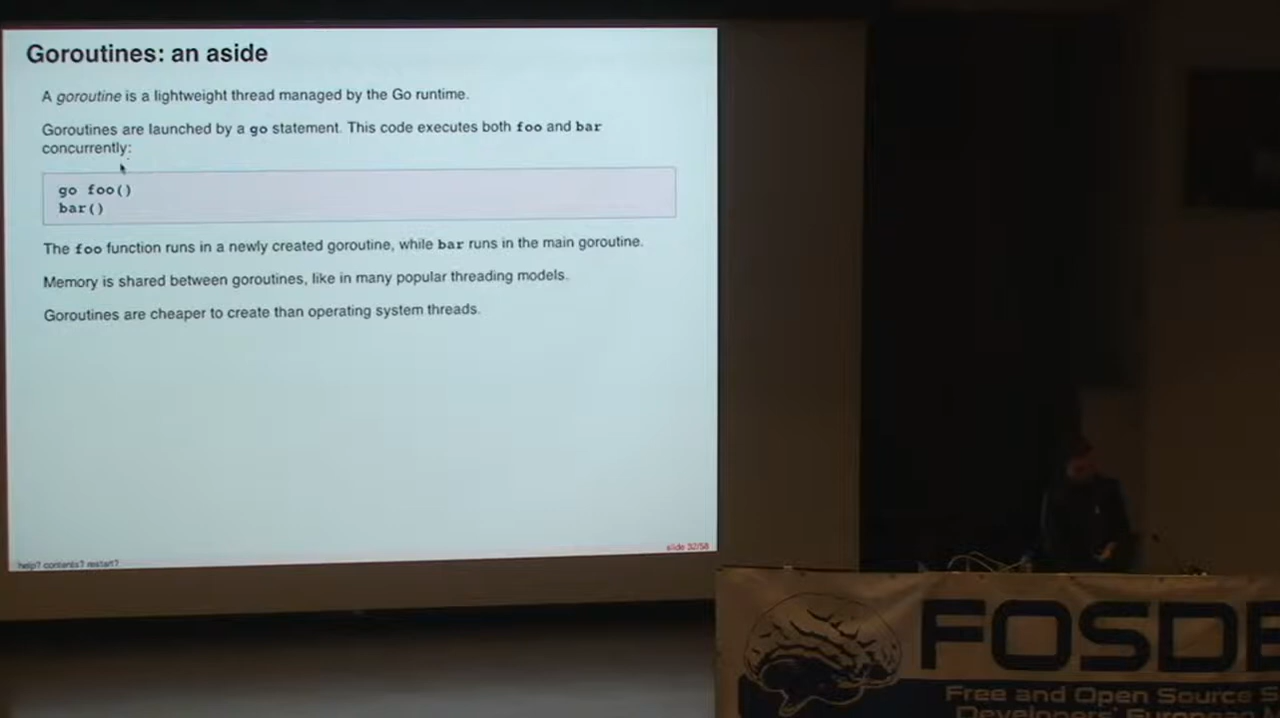 Goroutines: an aside
A goroutine is a lightweight thread managed by the Go runtime.
Goroutines are launched by a go statement. This code executes both foo and bar
concurrently:
go foo()
bar()
The foo function runs in a newly created goroutine, while bar runs in the main goroutine.
Memory is shared between goroutines, like in many popular threading models.
Goroutines are cheaper to create than operating system threads.
help? contents? restart?
slide 32/58
FOSDE
Free and Open Source S
Developers' European M